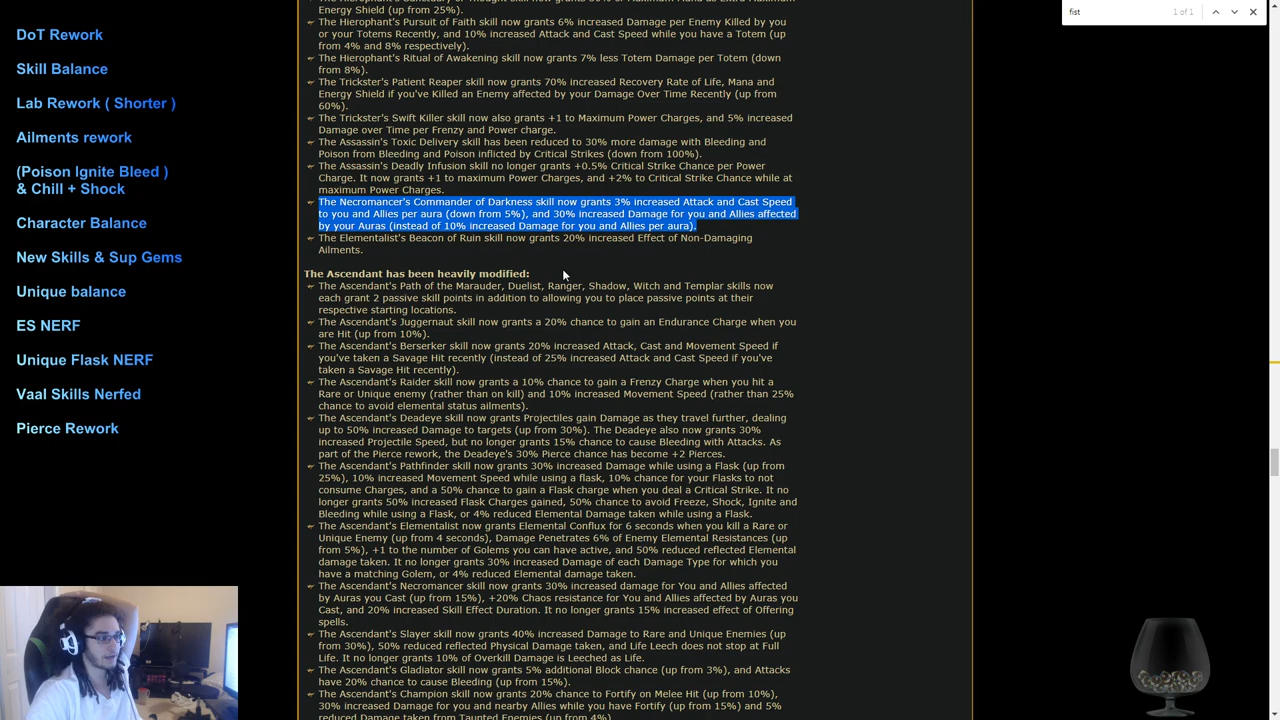 fist
1 of 1
DoT Rework
Skill Balance
Lab Rework ( Shorter )
Ailments rework
(Poison Ignite Bleed )
& Chill + Shock
Character Balance
New Skills & Sup Gems
Unique balance
ES NERF
Unique Flask NERF
Vaal Skills Nerfed
Pierce Rework
Energy Shield (up from 25%).
The Hierophant's Pursuit of Faith skill now grants 6% increased Damage per Enemy Killed by you
or your Totems Recently, and 10% increased Attack and Cast Speed while you have a Totem (up
from 4% and 8% respectively).
The Hierophant's Ritual of Awakening skill now grants 7% less Totem Damage per Totem (down
from 8%).
The Trickster's Patient Reaper skill now grants 70% increased Recovery Rate of Life, Mana and
Energy Shield if you've Killed an Enemy affected by your Damage Over Time Recently (up from
60%).
The Trickster's Swift Killer skill now also grants +1 to Maximum Power Charges, and 5% increased
Damage over Time per Frenzy and Power charge.
The Assassin's Toxic Delivery skill has been reduced to 30% more damage with Bleeding and
Poison from Bleeding and Poison inflicted by Critical Strikes (down from 100%).
The Assassin's Deadly Infusion skill no longer grants +0.5% Critical Strike Chance per Power
Charge. It now grants +1 to maximum Power Charges, and +2% to Critical Strike Chance while at
maximum Power Charges.
The Necromancer's Commander of Darkness skill now grants 3% increased Attack and Cast Speed
to you and Allies per aura (down from 5%), and 30% increased Damage for you and Allies affected
by your Auras (instead of 10% increased Damage for you and Allies per aura).
The Elementalist's Beacon of Ruin skill now grants 20% increased Effect of Non-Damaging
Ailments.
The Ascendant has been heavily modified:
The Ascendant's Path of the Marauder, Duelist, Ranger, Shadow, Witch and Templar skills now
each grant 2 passive skill points in addition to allowing you to place passive points at their
respective starting locations.
The Ascendant's Juggernaut skill now grants a 20% chance to gain an Endurance Charge when you
are Hit (up from 10%).
The Ascendant's Berserker skill now grants 20% increased Attack, Cast and Movement Speed if
you've taken a Savage Hit recently (instead of 25% increased Attack and Cast Speed if you've
taken a Savage Hit recently).
The Ascendant's Raider skill now grants a 10% chance to gain a Frenzy Charge when you hit a
Rare or Unique enemy (rather than on kill) and 10% increased Movement Speed (rather than 25%
chance to avoid elemental status ailments).
The Ascendant's Deadeye skill now grants Projectiles gain Damage as they travel further, dealing
up to 50% increased Damage to targets (up from 30%). The Deadeye also now grants 30%
increased Projectile Speed, but no longer grants 15% chance to cause Bleeding with Attacks. As
part of the Pierce rework, the Deadeye's 30% Pierce chance has become +2 Pierces.
The Ascendant's Pathfinder skill now grants 30% increased Damage while using a Flask (up from
25%), 10% increased Movement Speed while using a flask, 10% chance for your Flasks to not
consume Charges, and a 50% chance to gain a Flask charge when you deal a Critical Strike. It no
longer grants 50% increased Flask Charges gained, 50% chance to avoid Freeze, Shock, Ignite and
Bleeding while using a Flask, or 4% reduced Elemental Damage taken while using a Flask.
The Ascendant's Elementalist now grants Elemental Conflux for 6 seconds when you kill a Rare or
Unique Enemy (up from 4 seconds), Damage Penetrates 6% of Enemy Elemental Resistances (up
from 5%), +1 to the number of Golems you can have active, and 50% reduced reflected Elemental
damage taken. It no longer grants 30% increased Damage of each Damage Type for which you
have a matching Golem, or 4% reduced Elemental damage taken.
The Ascendant's Necromancer skill now grants 30% increased damage for You and Allies affected
by Auras you Cast (up from 15%), +20% Chaos resistance for You and Allies affected by Auras you
Cast, and 20% increased Skill Effect Duration. It no longer grants 15% increased effect of Offering
spells.
The Ascendant's Slayer skill now grants 40% increased Damage to Rare and Unique Enemies (up
from 30%), 50% reduced reflected Physical Damage taken, and Life Leech does not stop at Full
Life. It no longer grants 10% of Overkill Damage is Leeched as Life.
The Ascendant's Gladiator skill now grants 5% additional Block chance (up from 3%), and Attacks
have 20% chance to cause Bleeding (up from 15%).
The Ascendant's Champion skill now grants 20% chance to Fortify on Melee Hit (up from 10%),
30% increased Damage for you and nearby Allies while you have Fortify (up from 15%) and 5%
reduced Damage taken from Taunted Enemies (up from 4%).